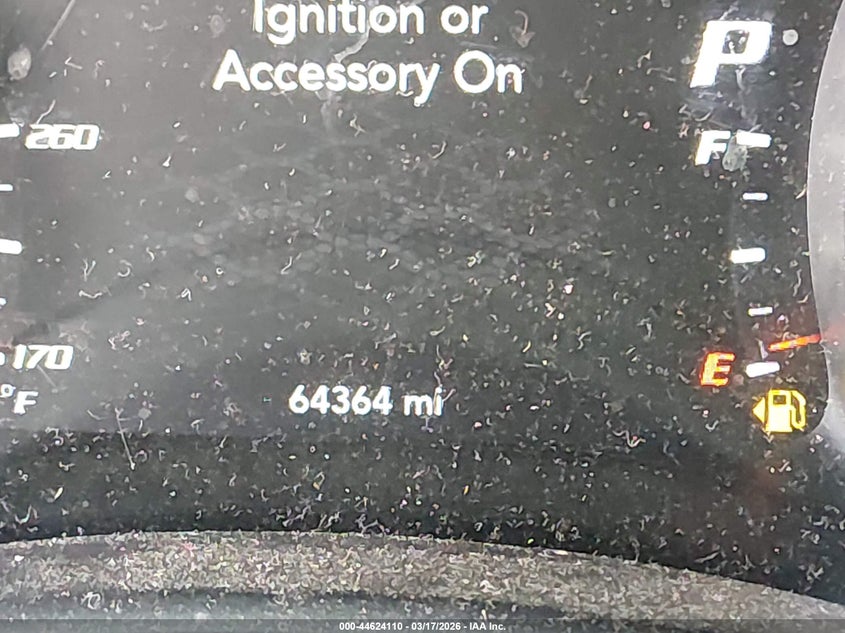 Ignition or
Accessory On
P
260
F
170
°F
64364 mi
E
000-44624110 - 03/17/2026 - IAA Inc.